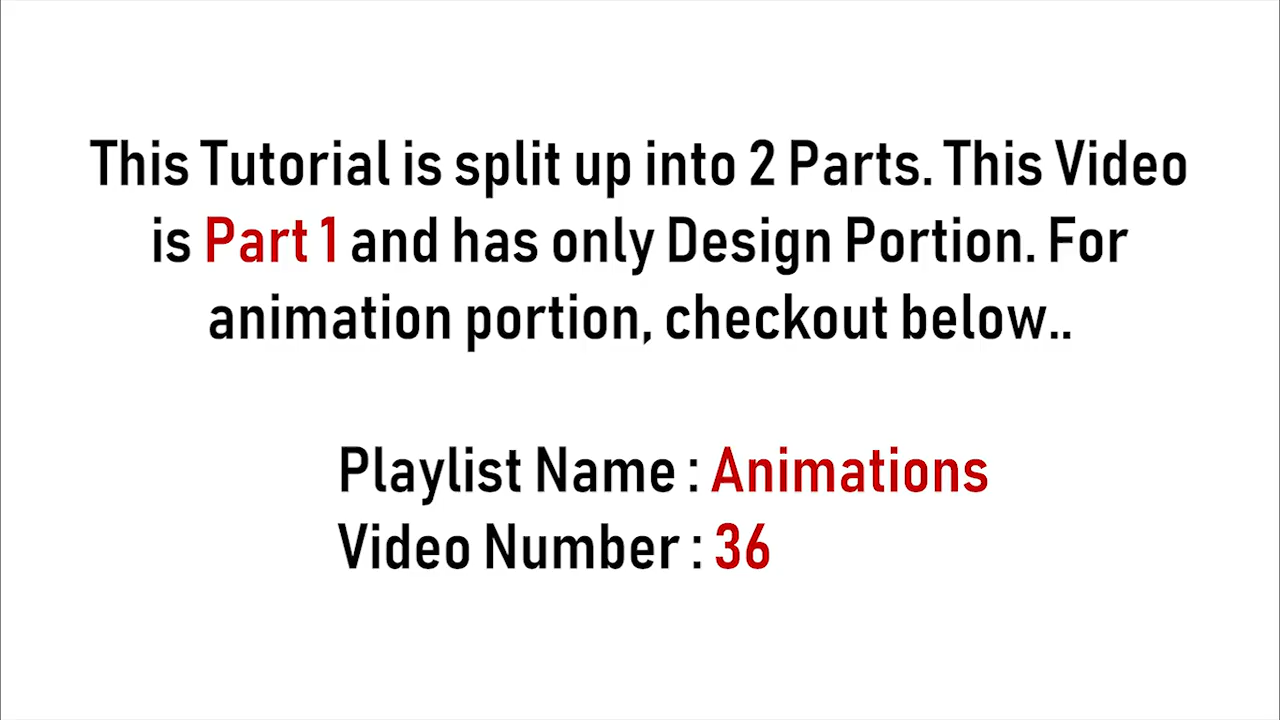 This Tutorial is split up into 2 Parts. This Video
is Part 1 and has only Design Portion. For
animation portion, checkout below..
Playlist Name : Animations
Video Number : 36